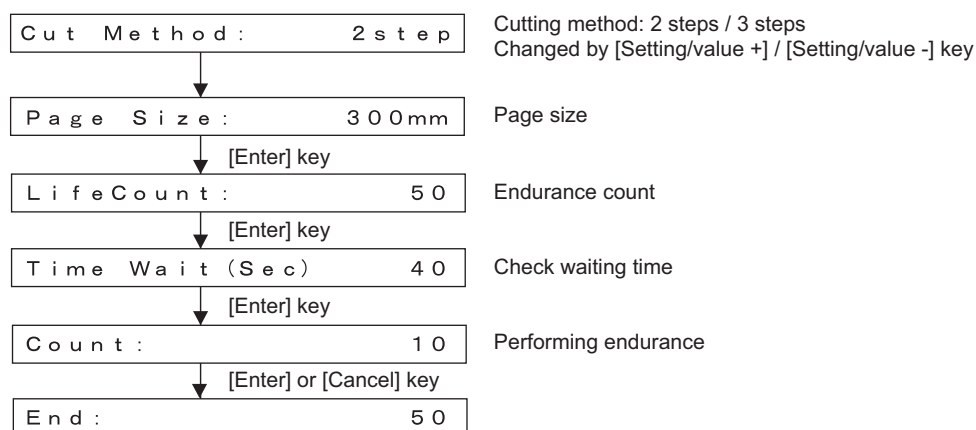 Cut Method: 2step
Cutting method: 2 steps / 3 steps
Changed by [Setting/value +] / [Setting/value -] key
Page Size: 300mm
Page size
[Enter] key
LifeCount: 50
Endurance count
[Enter] key
Time Wait(Sec) 40
Check waiting time
[Enter] key
Count: 10
Performing endurance
[Enter] or [Cancel] key
End: 50